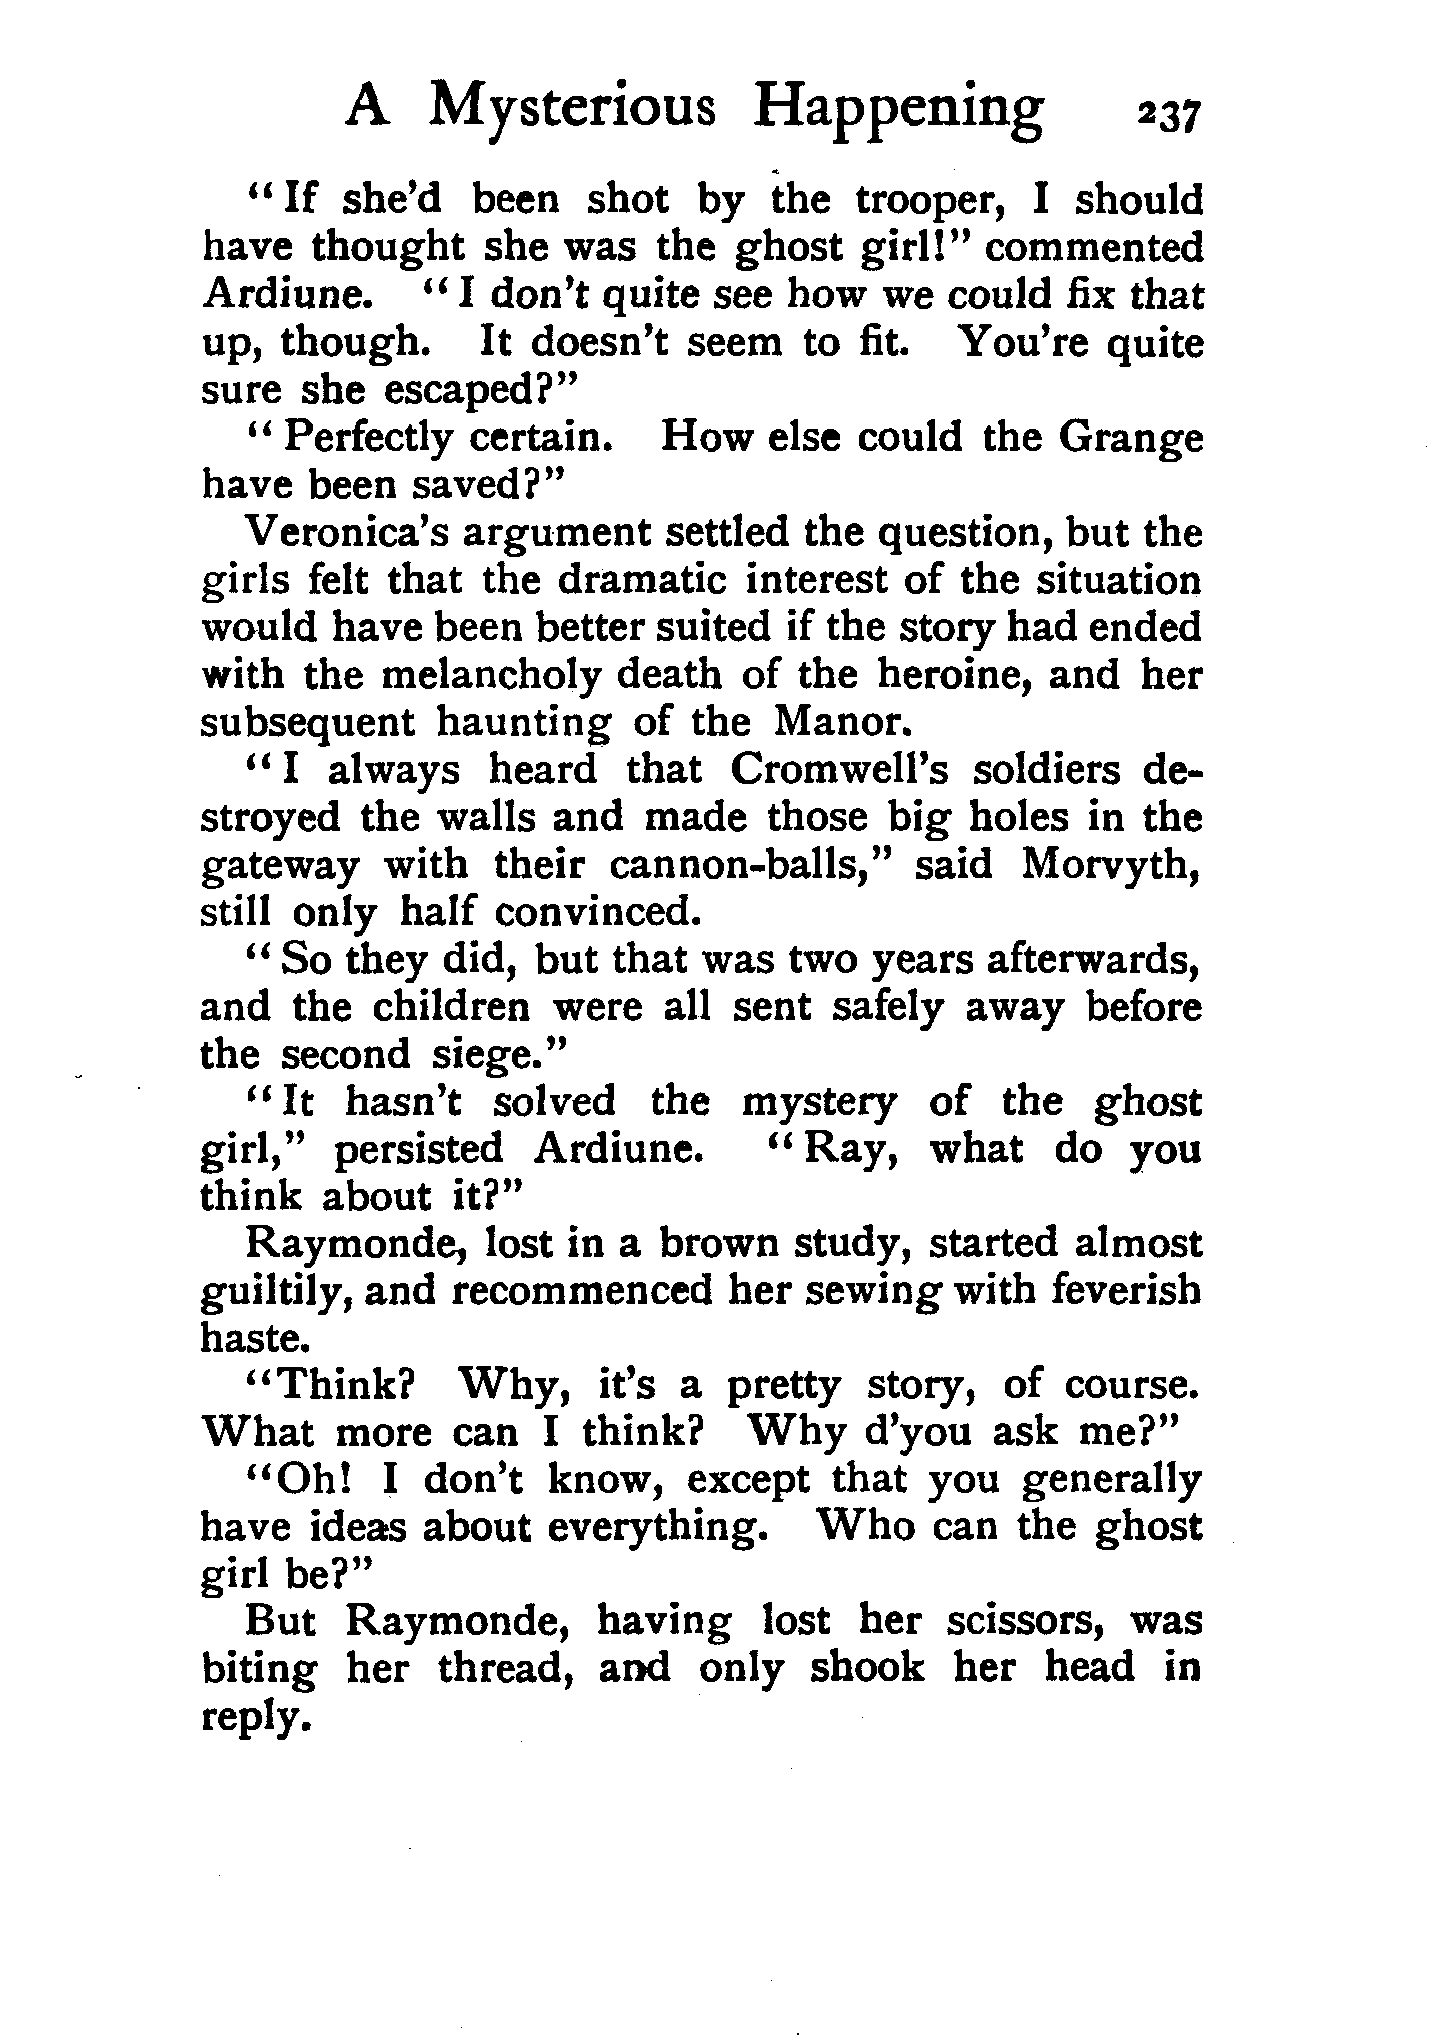 A Mysterious Happening 237
"If she'd been shot by the trooper, I should
have thought she was the ghost girl!" commented
Ardiune. "I don't quite see how we could fix that
up, though. It doesn't seem to fit. You're quite
sure she escaped?"
"Perfectly certain. How else could the Grange
have been saved?"
Veronica's argument settled the question, but the
girls felt that the dramatic interest of the situation
would have been better suited if the story had ended
with the melancholy death of the heroine, and her
subsequent haunting of the Manor.
"I always heard that Cromwell's soldiers de-
stroyed the walls and made those big holes in the
gateway with their cannon-balls," said Morvyth,
still only half convinced.
"So they did, but that was two years afterwards,
and the children were all sent safely away before
the second siege."
"It hasn't solved the mystery of the ghost
girl," persisted Ardiune. "Ray, what do you
think about it?"
Raymonde, lost in a brown study, started almost
guiltily, and recommenced her sewing with feverish
haste.
"Think? Why, it's a pretty story, of course.
What more can I think? Why d'you ask me?"
"Oh! I don't know, except that you generally
have ideas about everything. Who can the ghost
girl be?"
But Raymonde, having lost her scissors, was
biting her thread, and only shook her head in
reply.